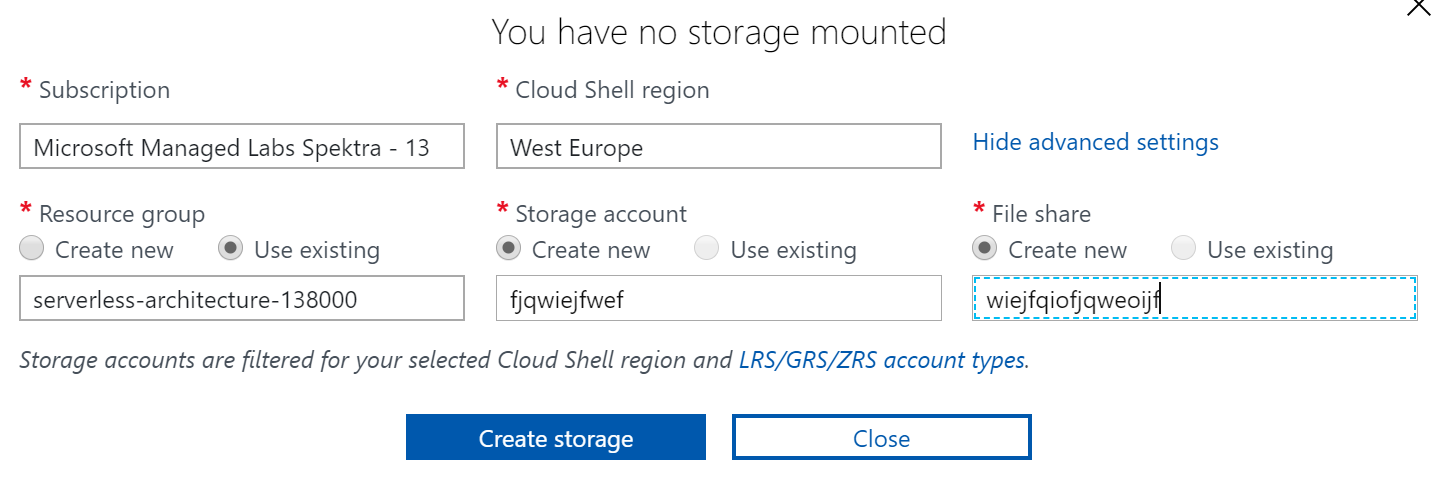 You have no storage mounted
* Subscription
* Cloud Shell region
Microsoft Managed Labs Spektra - 13
West Europe
Hide advanced settings
* Resource group
* Storage account
* File share
Create new Use existing
Create new Use existing
Create new Use existing
serverless-architecture-138000
fjqwiejfwef
wiejfqiofjqweoijf
Storage accounts are filtered for your selected Cloud Shell region and LRS/GRS/ZRS account types.
Create storage
Close